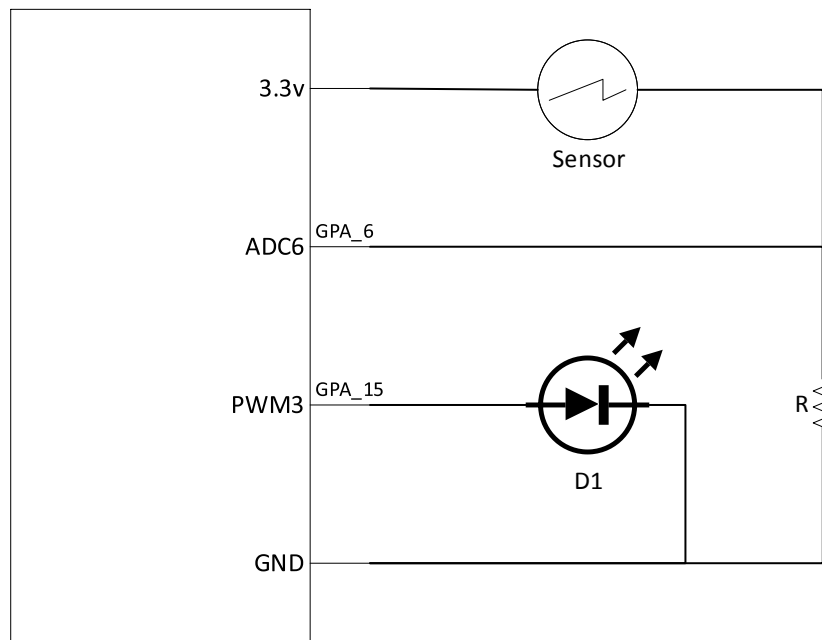 3.3v
Sensor
GPA_6
ADC6
GPA_15
PWM3
R
D1
GND